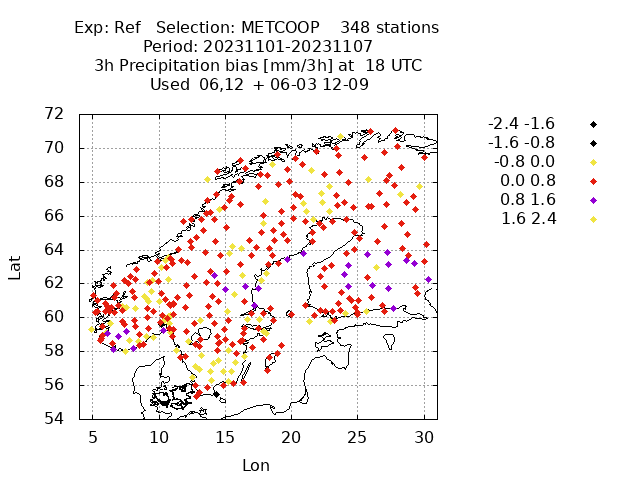 Exp: Ref   Selection: METCOOP    348 stations
Period: 20231101-20231107
3h Precipitation bias [mm/3h] at  18 UTC
Used  06,12  + 06-03 12-09
72
70
68
66
64
62
60
58
56
54
Lat
5 10 15 20 25 30
Lon
-2.4 -1.6
-1.6 -0.8
-0.8 0.0
0.0 0.8
0.8 1.6
1.6 2.4